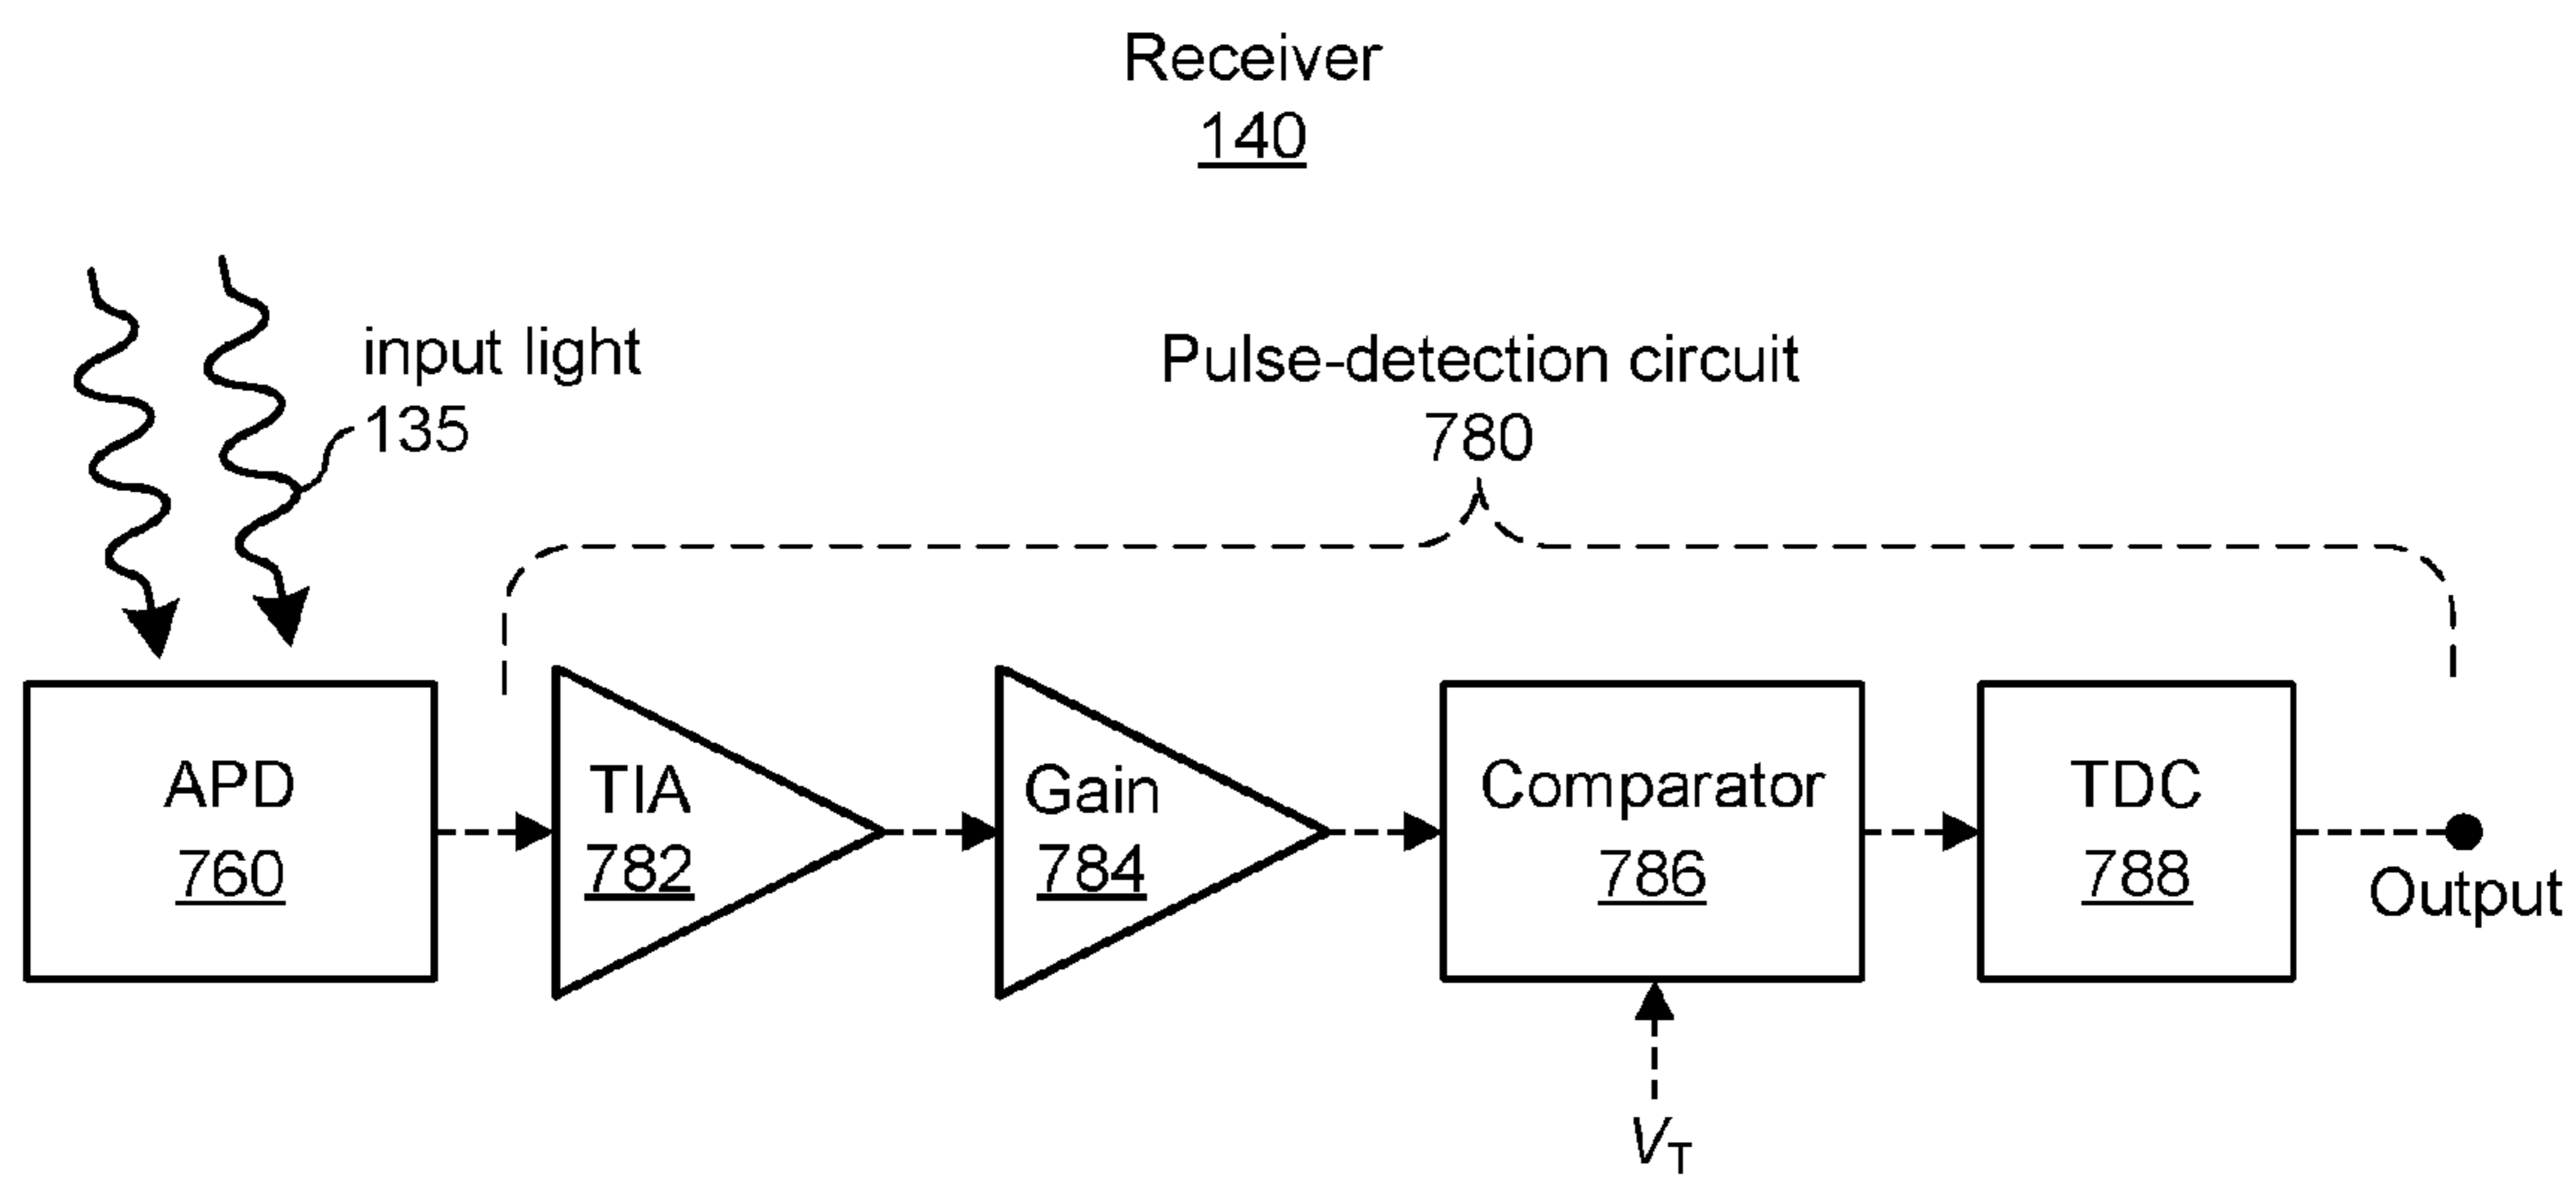 Receiver
140
input light
135
Pulse-detection circuit
780
APD
760
TIA
782
Gain
784
Comparator
786
TDC
788
Output
VT